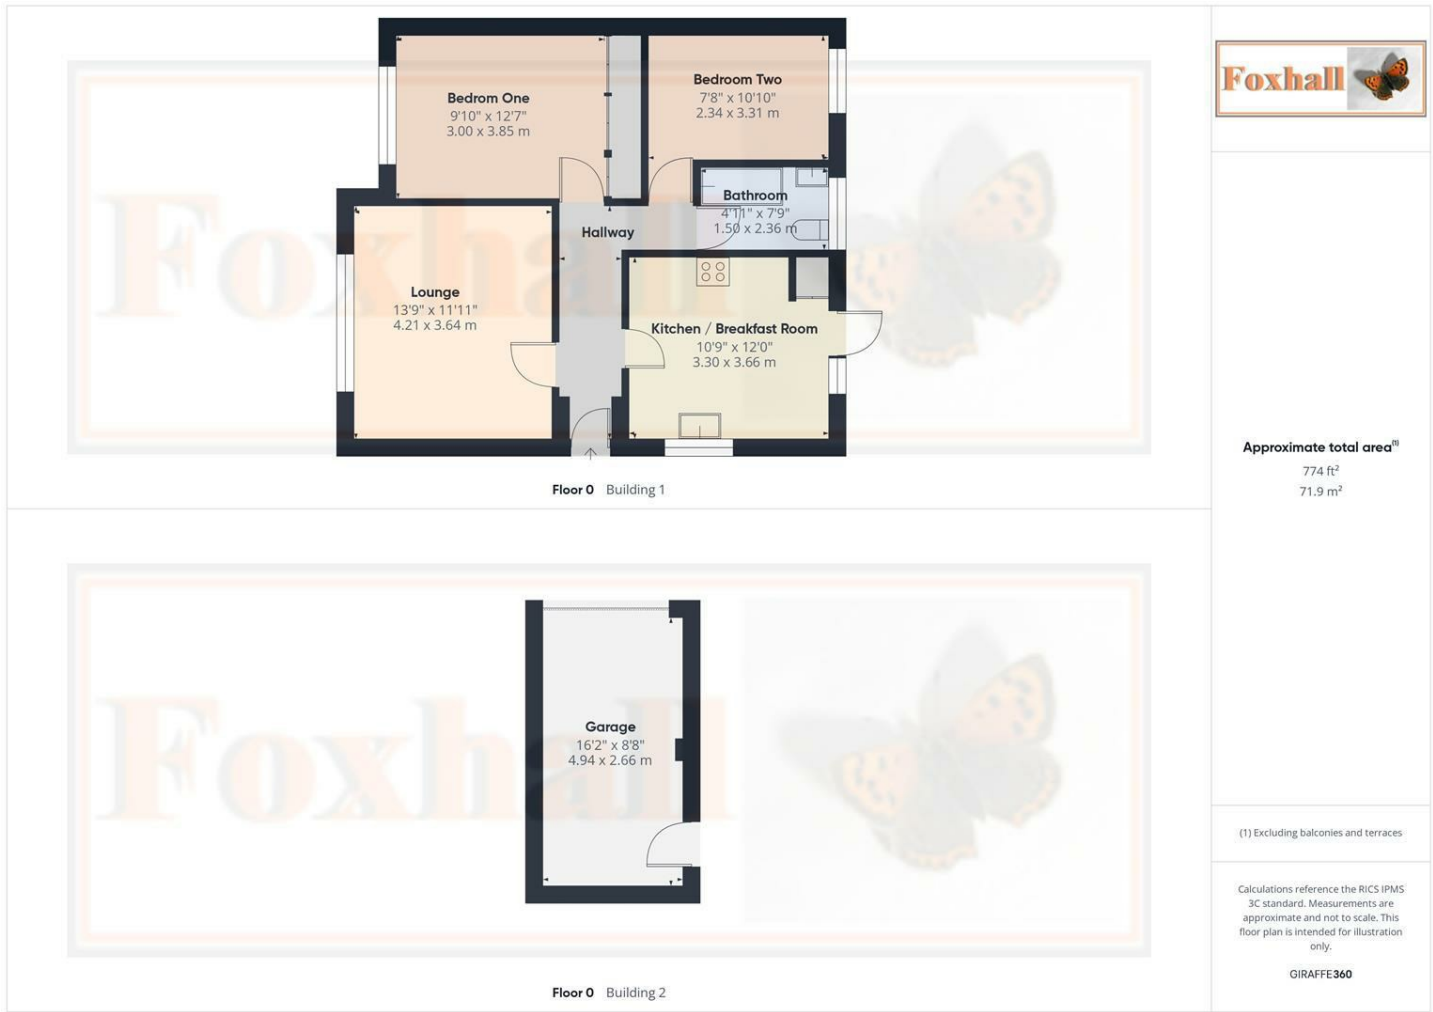 Bedrom One
9'10" x 12'7"
3.00 x 3.85 m
Bedroom Two
7'8" x 10'10"
2.34 x 3.31 m
Bathroom
4'11" x 7'9"
1.50 x 2.36 m
Hallway
Lounge
13'9" x 11'11"
4.21 x 3.64 m
Kitchen / Breakfast Room
10'9" x 12'0"
3.30 x 3.66 m
Foxhall
Floor 0 Building 1
Garage
16'2" x 8'8"
4.94 x 2.66 m
Foxhall
Floor 0 Building 2
Foxhall
Approximate total area(1)
774 ft²
71.9 m²
(1) Excluding balconies and terraces
Calculations reference the RICS IPMS
3C standard. Measurements are
approximate and not to scale. This
floor plan is intended for illustration
only.
GIRAFFE360